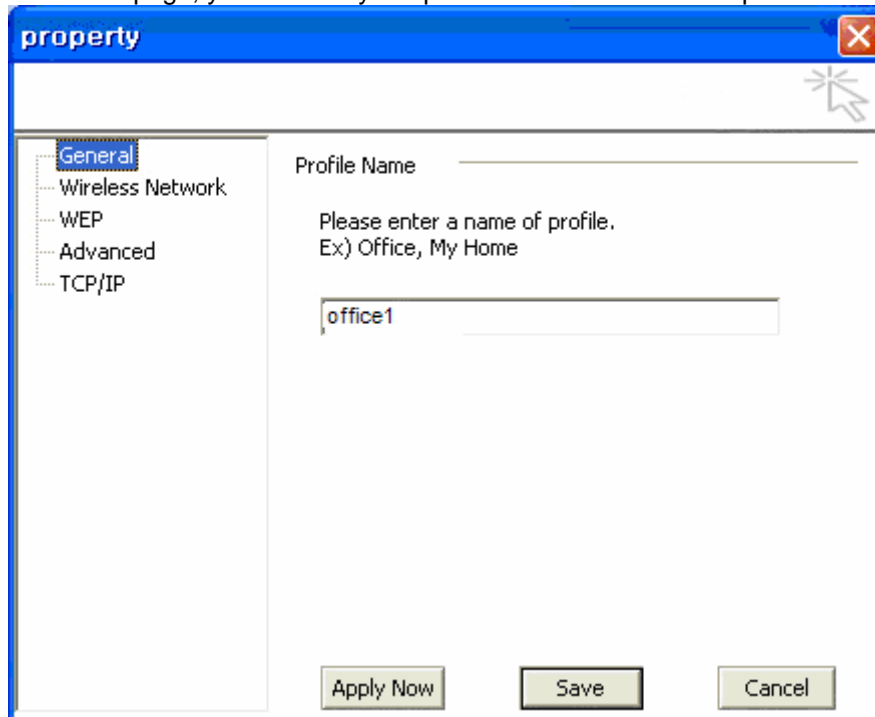 property
General
Wireless Network
WEP
Advanced
TCP/IP
Profile Name
Please enter a name of profile.
Ex) Office, My Home
office1
Apply Now
Save
Cancel